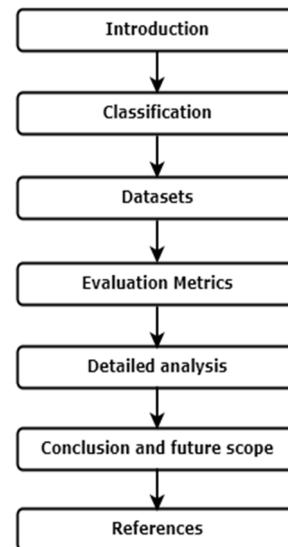 Introduction
Classification
Datasets
Evaluation Metrics
Detailed analysis
Conclusion and future scope
References